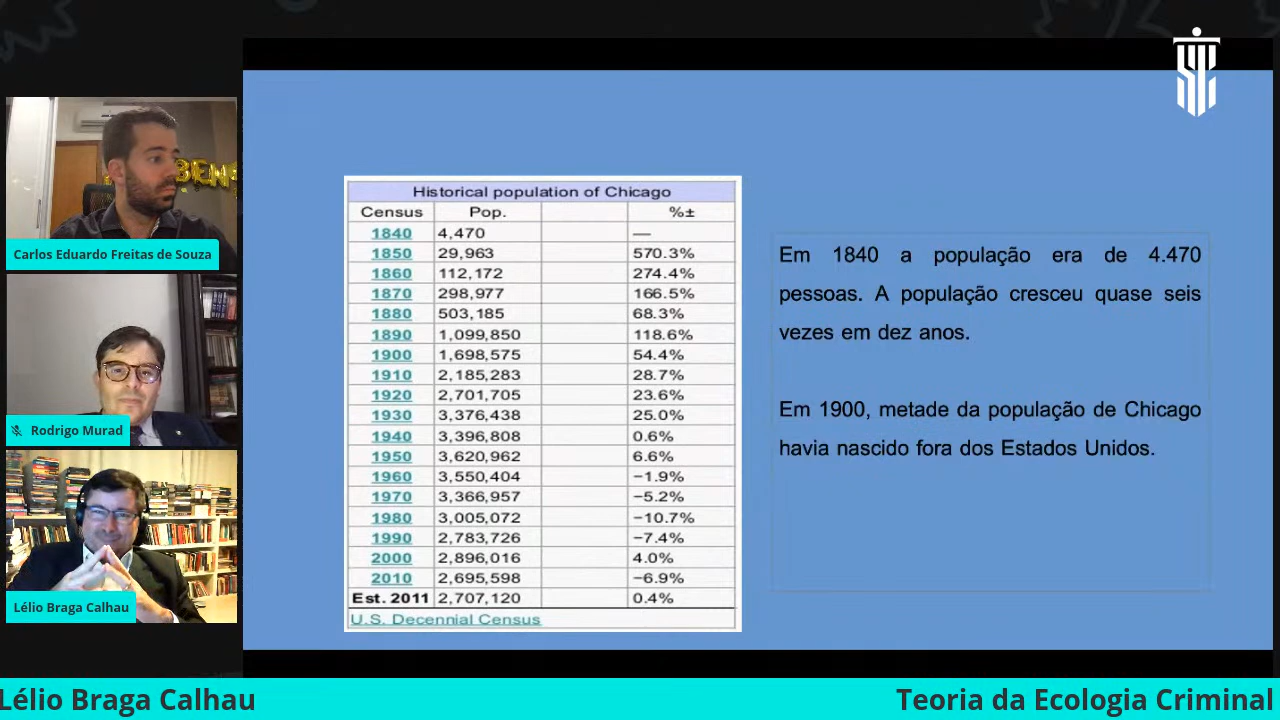 BEN
Carlos Eduardo Freitas de Souza
Rodrigo Murad
Lélio Braga Calhau
Historical population of Chicago
Census Pop. %±
1840 4,470 —
1850 29,963 570.3%
1860 112,172 274.4%
1870 298,977 166.5%
1880 503,185 68.3%
1890 1,099,850 118.6%
1900 1,698,575 54.4%
1910 2,185,283 28.7%
1920 2,701,705 23.6%
1930 3,376,438 25.0%
1940 3,396,808 0.6%
1950 3,620,962 6.6%
1960 3,550,404 −1.9%
1970 3,366,957 −5.2%
1980 3,005,072 −10.7%
1990 2,783,726 −7.4%
2000 2,896,016 4.0%
2010 2,695,598 −6.9%
Est. 2011 2,707,120 0.4%
U.S. Decennial Census
Em 1840 a população era de 4.470
pessoas. A população cresceu quase seis
vezes em dez anos.
Em 1900, metade da população de Chicago
havia nascido fora dos Estados Unidos.
Lélio Braga Calhau
Teoria da Ecologia Criminal